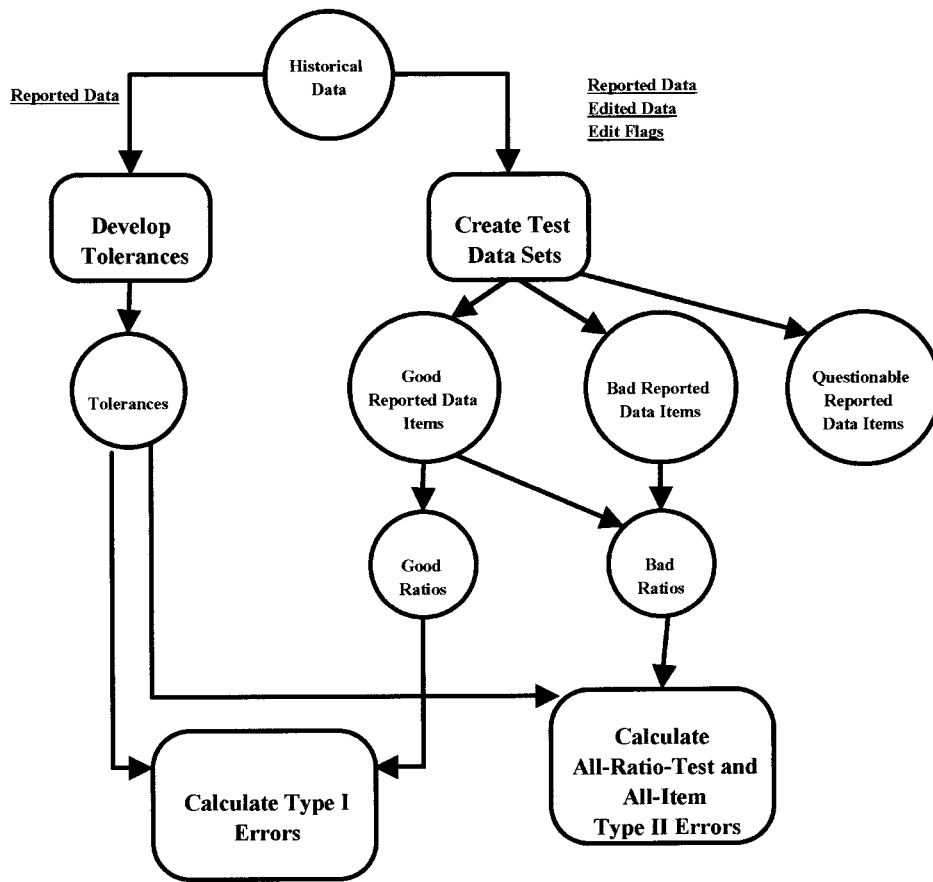 Historical
Data
Reported Data
Reported Data
Edited Data
Edit Flags
Develop
Tolerances
Create Test
Data Sets
Tolerances
Good
Reported Data
Items
Bad Reported
Data Items
Questionable
Reported
Data Items
Good
Ratios
Bad
Ratios
Calculate Type I
Errors
Calculate
All-Ratio-Test and
All-Item
Type II Errors